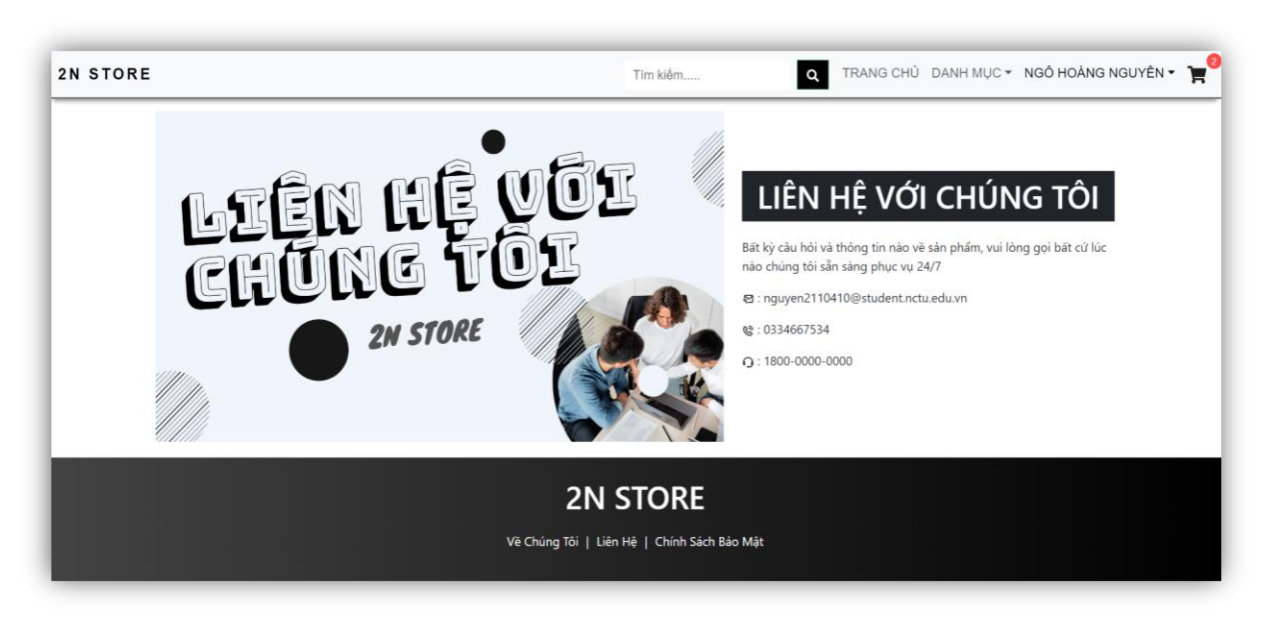 2N STORE
Tìm kiếm.....
TRANG CHỦ DANH MỤC NGÔ HOÀNG NGUYÊN 2
LIÊN HỆ VỚI
CHÚNG TÔI
2N STORE
LIÊN HỆ VỚI CHÚNG TÔI
Bất kỳ câu hỏi và thông tin nào về sản phẩm, vui lòng gọi bất cứ lúc
nào chúng tôi sẵn sàng phục vụ 24/7
: nguyen2110410@student.nctu.edu.vn
: 0334667534
: 1800-0000-0000
2N STORE
Về Chúng Tôi | Liên Hệ | Chính Sách Bảo Mật